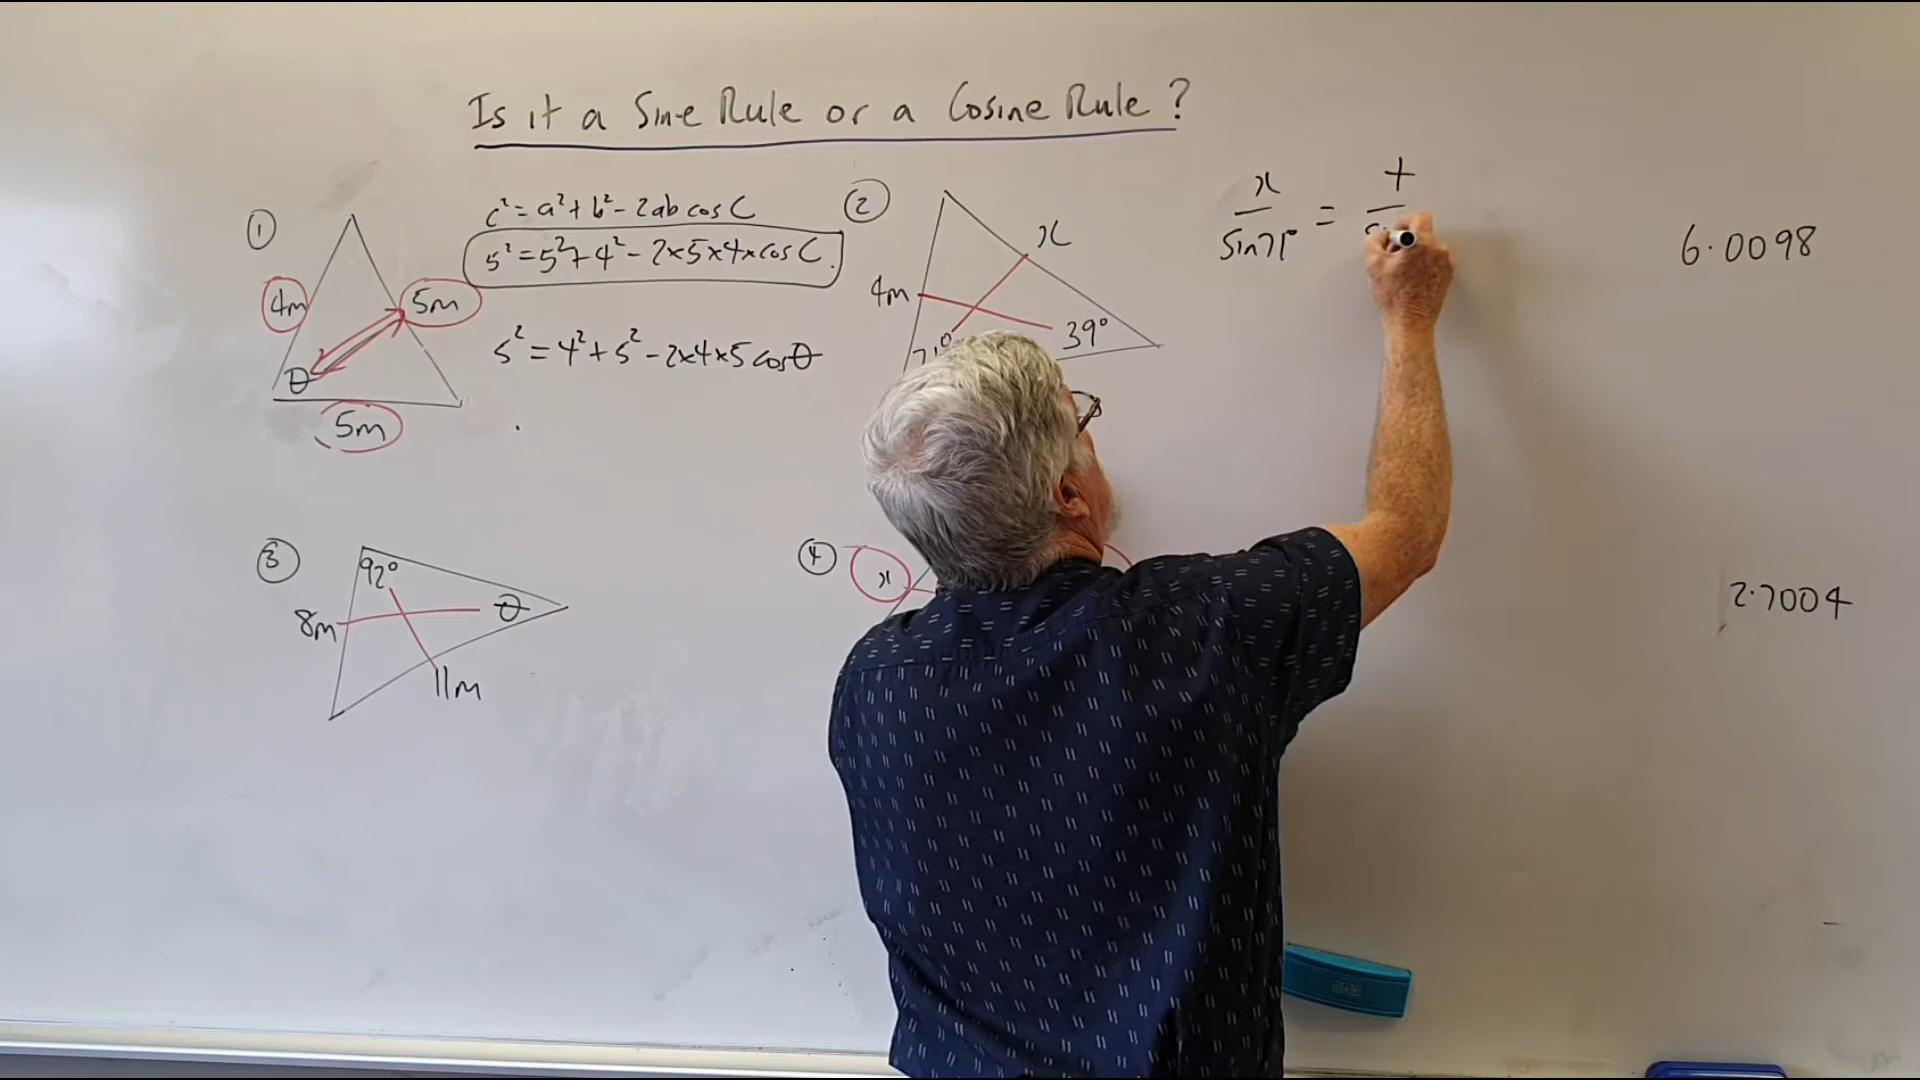 Is it a Sine Rule or a Cosine Rule?
①
c² = a² + b² - 2ab cos C
5² = 5² + 4² - 2×5×4×cos C.
4m
5m
θ
5m
5² = 4² + 5² - 2×4×5 cosθ
②
x
4m
71°
39°
x/sin71° = 4/
6.0098
③
92°
8m
θ
11m
④
x
2.7004